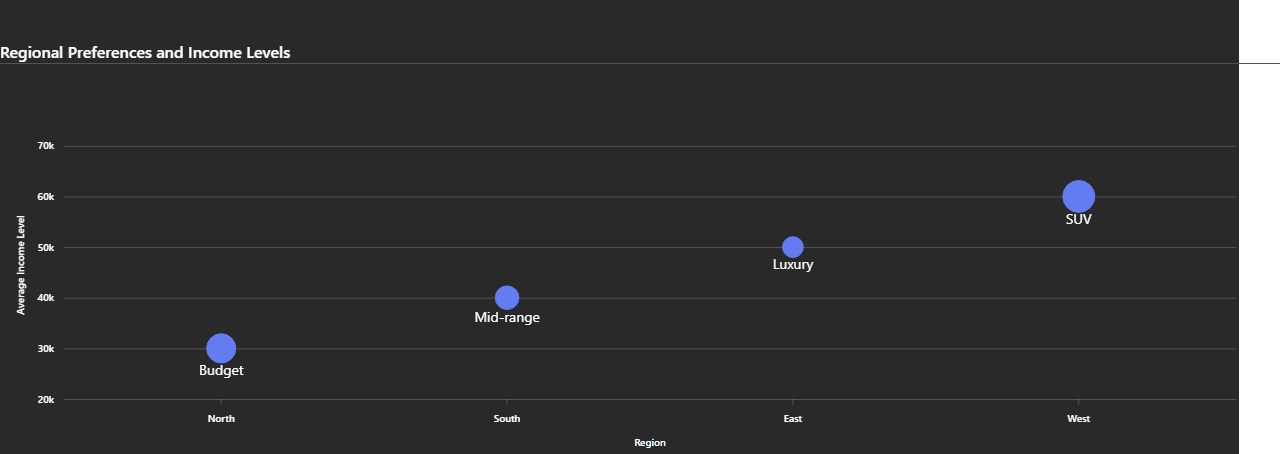 Regional Preferences and Income Levels
70k
60k
50k
40k
30k
20k
Average Income Level
SUV
Luxury
Mid-range
Budget
North
South
East
West
Region